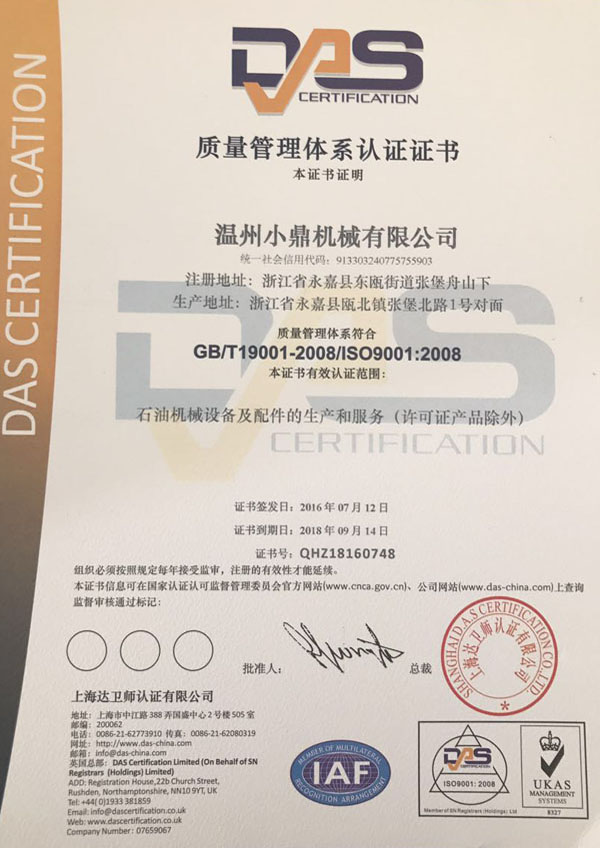 DAS
CERTIFICATION
DAS CERTIFICATION
质量管理体系认证证书
本证书证明
温州小鼎机械有限公司
统一社会信用代码：913303240775755903
注册地址：浙江省永嘉县东瓯街道张堡舟山下
生产地址：浙江省永嘉县瓯北镇张堡北路1号对面
质量管理体系符合
GB/T19001-2008/ISO9001:2008
本证书有效认证范围：
石油机械设备及配件的生产和服务（许可证产品除外）
DAS
CERTIFICATION
证书签发日：2016年07月12日
证书到期日：2018年09月14日
证书号：QHZ18160748
组织必须按照规定每年接受监审，注册的有效性才能延续。
本证书信息可在国家认证认可监督管理委员会官方网站(www.cnca.gov.cn)、公司网站(www.das-china.com)上查询
监督审核通过标记：
批准人：
总裁
SHANGHAI D.A.S CERTIFICATION CO.,LTD
上海达卫师认证有限公司
上海达卫师认证有限公司
地址：上海市中江路388弄国盛中心2号楼505室
邮编：200062
电话：0086-21-62773910 传真：0086-21-62080319
网址：http://www.das-china.com
邮箱：info@das-china.com
英国总部：DAS Certification Limited (On Behalf of SN
Registrars (Holdings) Limited)
ADD: Registration House,22b Church Street,
Rushden, Northamptonshire, NN10 9YT, UK
Tel: +44( 0)1933 381859
Email: info@dascertification.co.uk
Web: www.dascertification.co.uk
Company Number : 07659067
MEMBER OF MULTILATERAL
IAF
RECOGNITION ARRANGEMENT
DAS
ISO9001: 2008
Member of SN Registrars (Holdings) Ltd
UKAS
MANAGEMENT
SYSTEMS
8327